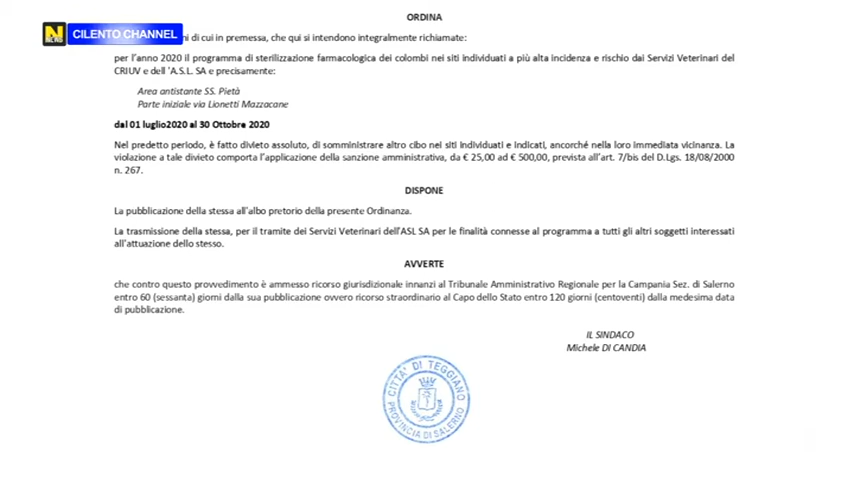 ORDINA
N
NEWS
CILENTO CHANNEL
ni di cui in premessa, che qui si intendono integralmente richiamate:
per l'anno 2020 il programma di sterilizzazione farmacologica dei colombi nei siti individuati a più alta incidenza e rischio dai Servizi Veterinari del
CRIUV e dell 'A.S.L. SA e precisamente:
Area antistante SS. Pietà
Parte iniziale via Lionetti Mazzacane
dal 01 luglio2020 al 30 Ottobre 2020
Nel predetto periodo, è fatto divieto assoluto, di somministrare altro cibo nei siti individuati e indicati, ancorché nella loro immediata vicinanza. La
violazione a tale divieto comporta l'applicazione della sanzione amministrativa, da € 25,00 ad € 500,00, prevista all'art. 7/bis del D.Lgs. 18/08/2000
n. 267.
DISPONE
La pubblicazione della stessa all'albo pretorio della presente Ordinanza.
La trasmissione della stessa, per il tramite dei Servizi Veterinari dell'ASL SA per le finalità connesse al programma a tutti gli altri soggetti interessati
all'attuazione dello stesso.
AVVERTE
che contro questo provvedimento è ammesso ricorso giurisdizionale innanzi al Tribunale Amministrativo Regionale per la Campania Sez. di Salerno
entro 60 (sessanta) giorni dalla sua pubblicazione ovvero ricorso straordinario al Capo dello Stato entro 120 giorni (centoventi) dalla medesima data
di pubblicazione.
IL SINDACO
Michele DI CANDIA
CITTA' DI TEGGIANO
PROVINCIA DI SALERNO